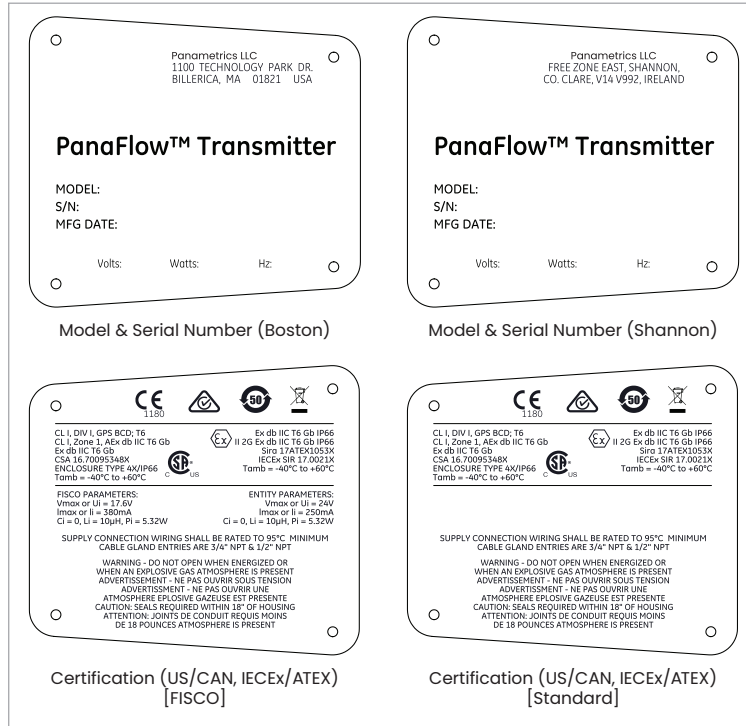 Panametrics LLC
1100 TECHNOLOGY PARK DR.
BILLERICA, MA 01821 USA
PanaFlow™ Transmitter
MODEL:
S/N:
MFG DATE:
Volts: Watts: Hz:
Model & Serial Number (Boston)
Panametrics LLC
FREE ZONE EAST, SHANNON,
CO. CLARE, V14 V992, IRELAND
PanaFlow™ Transmitter
MODEL:
S/N:
MFG DATE:
Volts: Watts: Hz:
Model & Serial Number (Shannon)
CE
1180
50
CL I, DIV I, GPS BCD; T6
CL I, Zone 1, AEx db IIC T6 Gb
Ex db IIC T6 Gb
CSA 16.70095348X
ENCLOSURE TYPE 4X/IP66
Tamb = -40°C to +60°C
C SA® US
Ex
Ex db IIC T6 Gb IP66
II 2G Ex db IIC T6 Gb IP66
Sira 17ATEX1053X
IECEx SIR 17.0021X
Tamb = -40°C to +60°C
FISCO PARAMETERS:
Vmax or Ui = 17.6V
Imax or Ii = 380mA
Ci = 0, Li = 10µH, Pi = 5.32W
ENTITY PARAMETERS:
Vmax or Ui = 24V
Imax or Ii = 250mA
Ci = 0, Li = 10µH, Pi = 5.32W
SUPPLY CONNECTION WIRING SHALL BE RATED TO 95°C MINIMUM
CABLE GLAND ENTRIES ARE 3/4" NPT & 1/2" NPT
WARNING - DO NOT OPEN WHEN ENERGIZED OR
WHEN AN EXPLOSIVE GAS ATMOSPHERE IS PRESENT
ADVERTISSEMENT - NE PAS OUVRIR SOUS TENSION
ADVERTISSEMENT - NE PAS OUVRIR UNE
ATMOSPHERE EPLOSIVE GAZEUSE EST PRESENTE
CAUTION: SEALS REQUIRED WITHIN 18" OF HOUSING
ATTENTION: JOINTS DE CONDUIT REQUIS MOINS
DE 18 POUNCES ATMOSPHERE IS PRESENT
Certification (US/CAN, IECEx/ATEX)
[FISCO]
CE
1180
50
CL I, DIV I, GPS BCD; T6
CL I, Zone 1, AEx db IIC T6 Gb
Ex db IIC T6 Gb
CSA 16.70095348X
ENCLOSURE TYPE 4X/IP66
Tamb = -40°C to +60°C
C SA® US
Ex
Ex db IIC T6 Gb IP66
II 2G Ex db IIC T6 Gb IP66
Sira 17ATEX1053X
IECEx SIR 17.0021X
Tamb = -40°C to +60°C
SUPPLY CONNECTION WIRING SHALL BE RATED TO 95°C MINIMUM
CABLE GLAND ENTRIES ARE 3/4" NPT & 1/2" NPT
WARNING - DO NOT OPEN WHEN ENERGIZED OR
WHEN AN EXPLOSIVE GAS ATMOSPHERE IS PRESENT
ADVERTISSEMENT - NE PAS OUVRIR SOUS TENSION
ADVERTISSEMENT - NE PAS OUVRIR UNE
ATMOSPHERE EPLOSIVE GAZEUSE EST PRESENTE
CAUTION: SEALS REQUIRED WITHIN 18" OF HOUSING
ATTENTION: JOINTS DE CONDUIT REQUIS MOINS
DE 18 POUNCES ATMOSPHERE IS PRESENT
Certification (US/CAN, IECEx/ATEX)
[Standard]